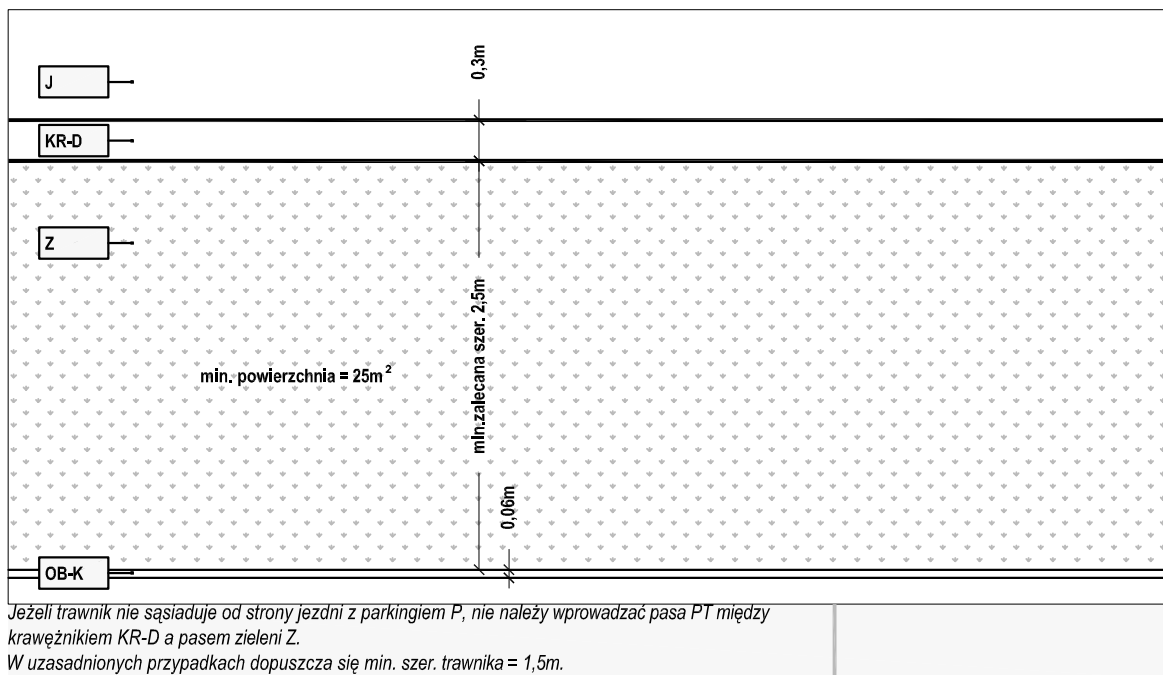 0,3m
J
KR-D
Z
min.zalecana szer. 2,5m
min. powierzchnia = 25m²
0,06m
OB-K
Jeżeli trawnik nie sąsiaduje od strony jezdni z parkingiem P, nie należy wprowadzać pasa PT między
krawężnikiem KR-D a pasem zieleni Z.
W uzasadnionych przypadkach dopuszcza się min. szer. trawnika = 1,5m.